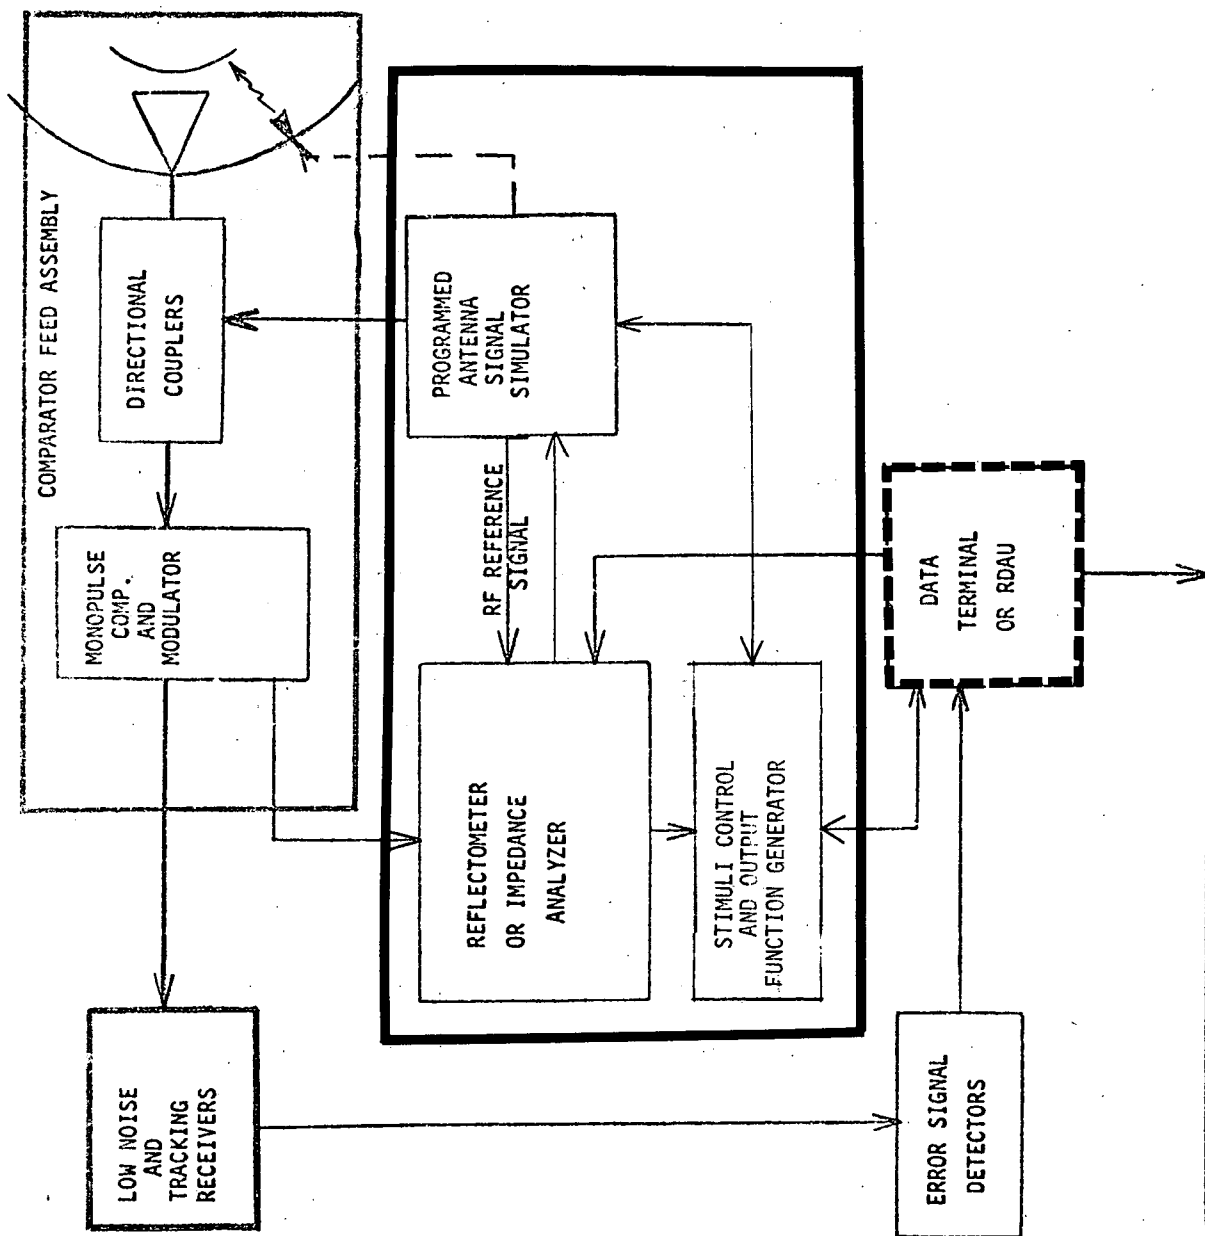 COMPARATOR FEED ASSEMBLY
LOW NOISE
AND
TRACKING
RECEIVERS
MONOPULSE
COMP.
AND
MODULATOR
DIRECTIONAL
COUPLERS
REFLECTOMETER
OR IMPEDANCE
ANALYZER
RF REFERENCE
SIGNAL
PROGRAMMED
ANTENNA
SIGNAL
SIMULATOR
STIMULI CONTROL
AND OUTPUT
FUNCTION GENERATOR
ERROR SIGNAL
DETECTORS
DATA
TERMINAL
OR RDAU